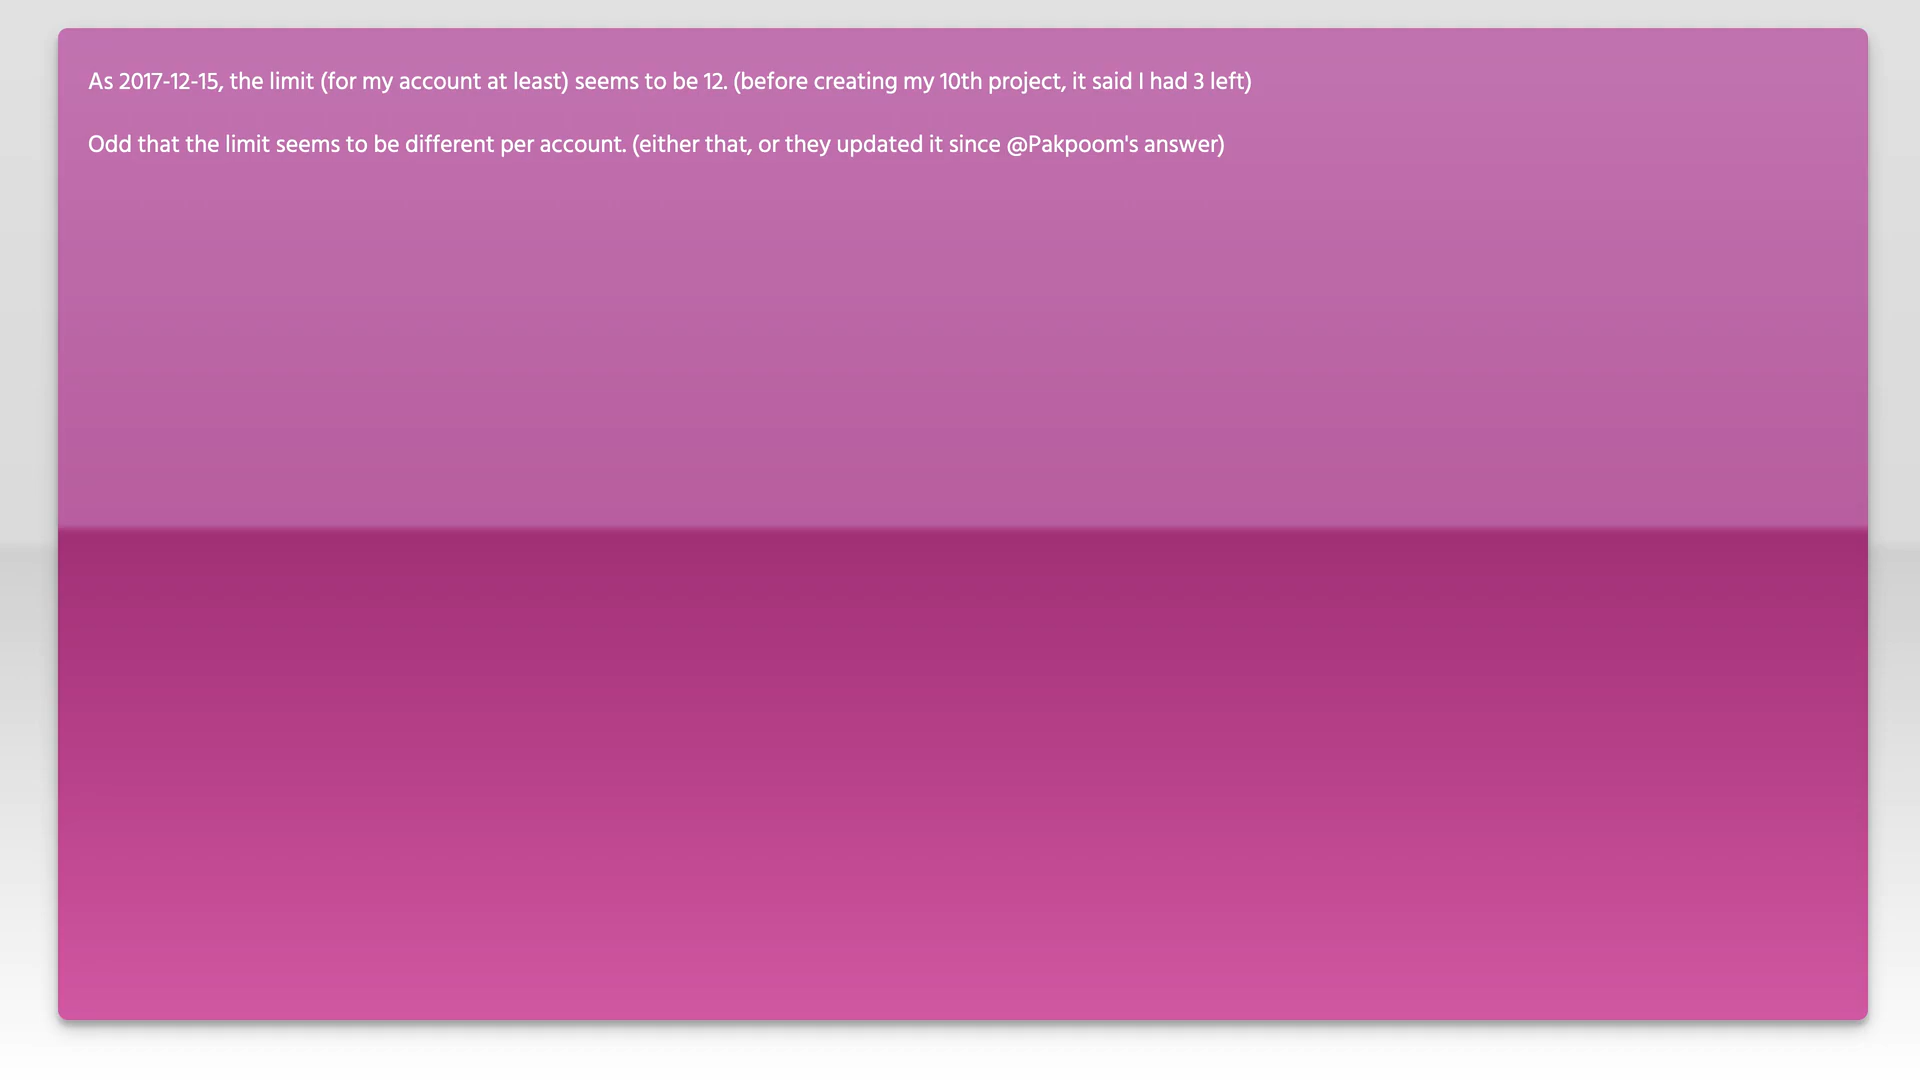 As 2017-12-15, the limit (for my account at least) seems to be 12. (before creating my 10th project, it said I had 3 left)
Odd that the limit seems to be different per account. (either that, or they updated it since @Pakpoom's answer)